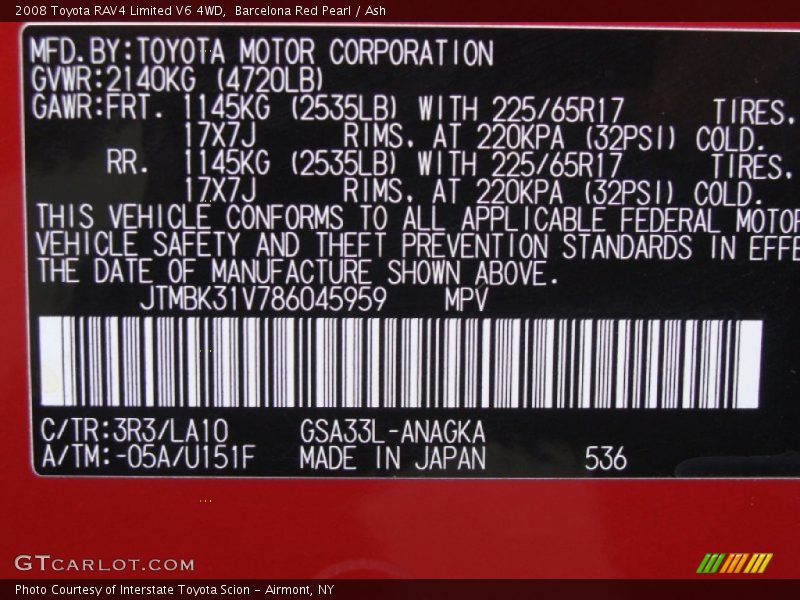 2008 Toyota RAV4 Limited V6 4WD,  Barcelona Red Pearl / Ash
MFD.BY:TOYOTA MOTOR CORPORATION
GVWR:2140KG (4720LB)
GAWR:FRT. 1145KG (2535LB) WITH 225/65R17 TIRES,
17X7J RIMS, AT 220KPA (32PSI) COLD.
RR. 1145KG (2535LB) WITH 225/65R17 TIRES,
17X7J RIMS, AT 220KPA (32PSI) COLD.
THIS VEHICLE CONFORMS TO ALL APPLICABLE FEDERAL MOTOR
VEHICLE SAFETY AND THEFT PREVENTION STANDARDS IN EFFE
THE DATE OF MANUFACTURE SHOWN ABOVE.
JTMBK31V786045959 MPV
C/TR:3R3/LA10 GSA33L-ANAGKA
A/TM:-05A/U151F MADE IN JAPAN 536
GTCARLOT.COM
Photo Courtesy of Interstate Toyota Scion - Airmont, NY